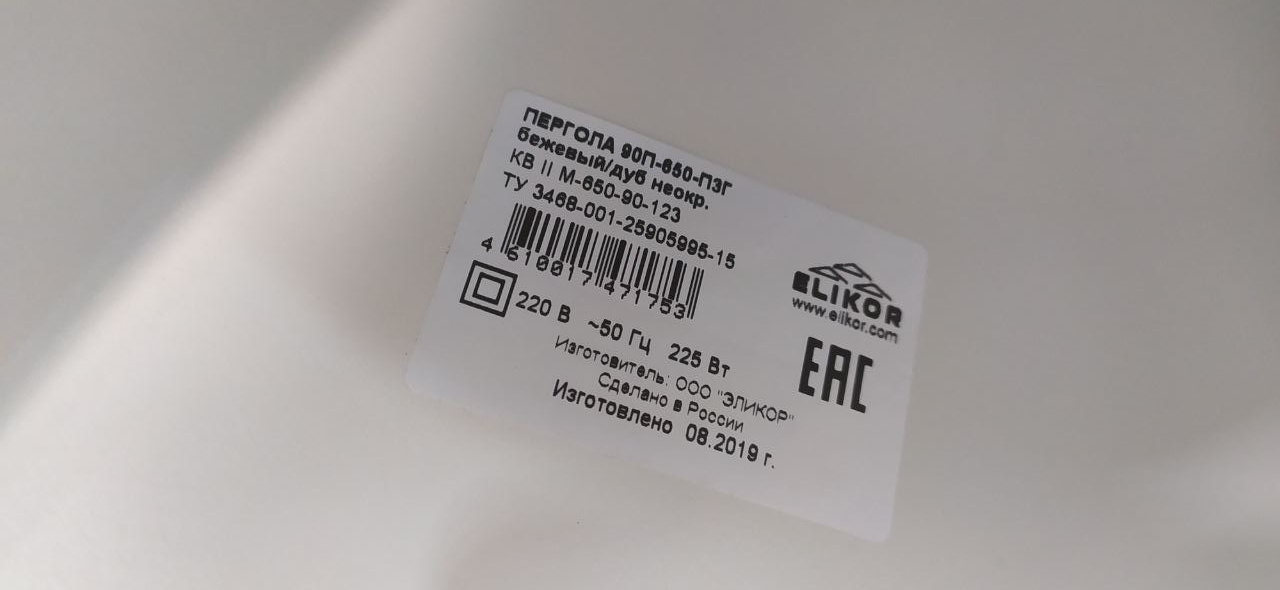 ПЕРГОЛА 90П-650-П3Г
бежевый/дуб неокр.
КВ II М-650-90-123
ТУ 3468-001-25905995-15
4 610017 471753
ELIKOR
www.elikor.com
220 В ~50 Гц 225 Вт
EAC
Изготовитель: ООО "ЭЛИКОР"
Сделано в России
Изготовлено 08.2019 г.